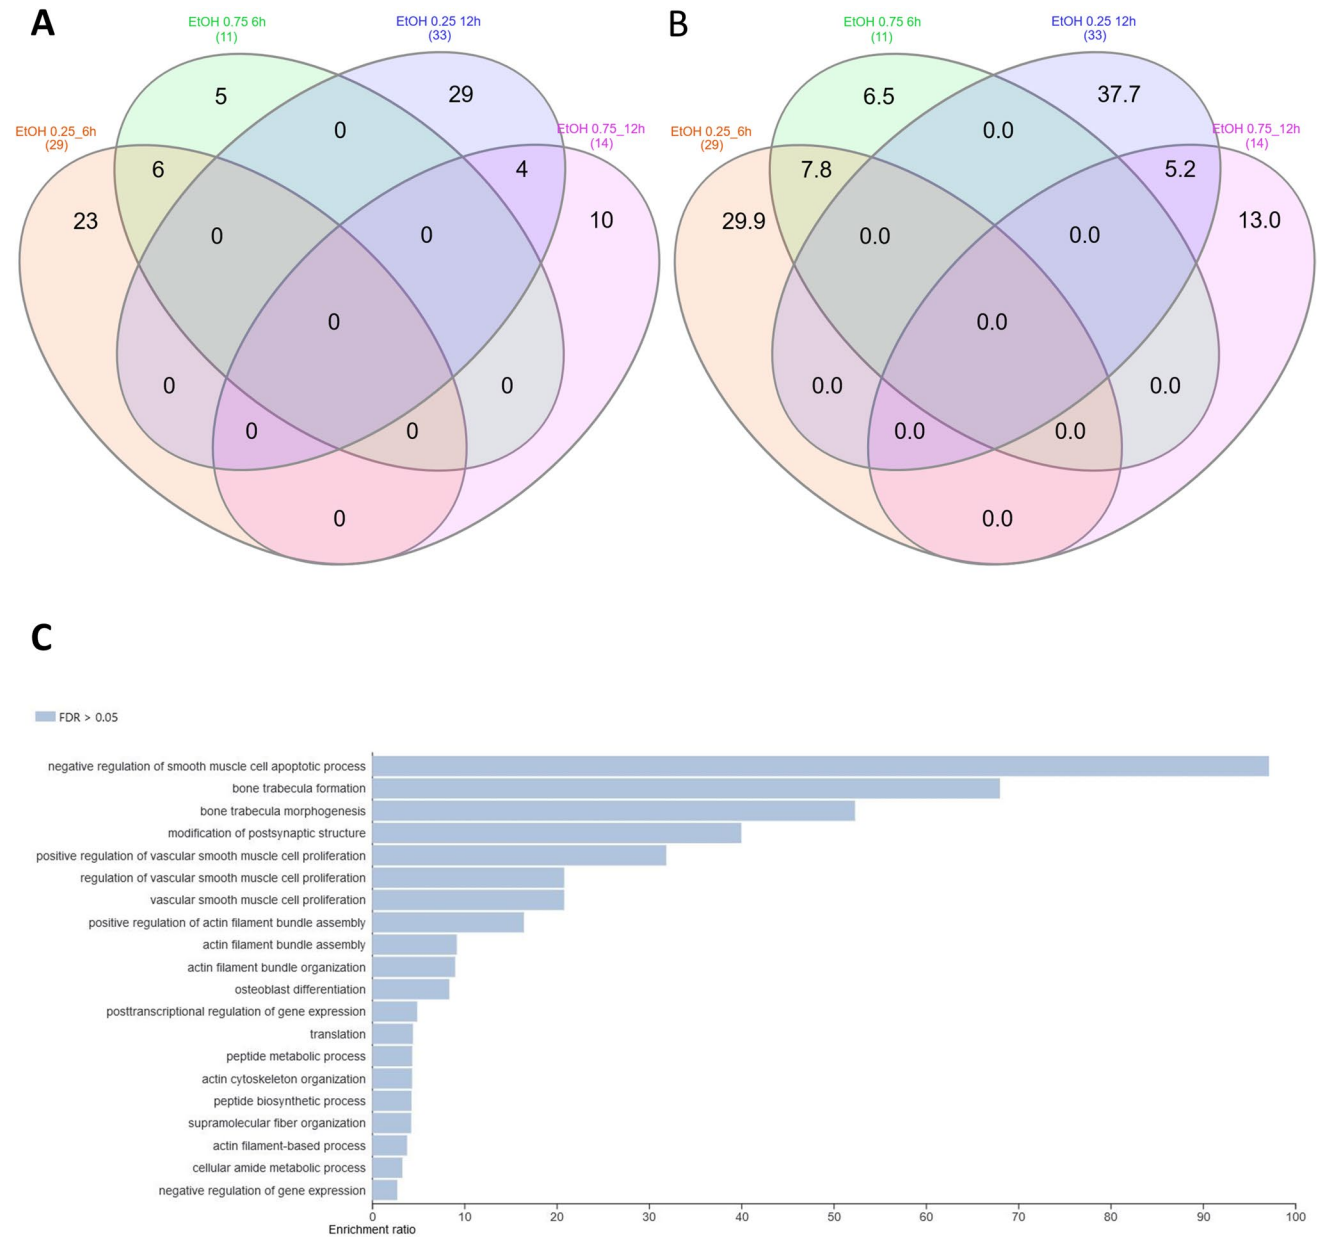 A
EtOH 0.75 6h
(11)
EtOH 0.25 12h
(33)
EtOH 0.25_6h
(29)
EtOH 0.75_12h
(14)
5
29
0
6
4
23
10
0
0
0
0
0
0
0
0
B
EtOH 0.75 6h
(11)
EtOH 0.25 12h
(33)
EtOH 0.25_6h
(29)
EtOH 0.75_12h
(14)
6.5
37.7
0.0
7.8
5.2
29.9
13.0
0.0
0.0
0.0
0.0
0.0
0.0
0.0
0.0
C
FDR > 0.05
negative regulation of smooth muscle cell apoptotic process
bone trabecula formation
bone trabecula morphogenesis
modification of postsynaptic structure
positive regulation of vascular smooth muscle cell proliferation
regulation of vascular smooth muscle cell proliferation
vascular smooth muscle cell proliferation
positive regulation of actin filament bundle assembly
actin filament bundle assembly
actin filament bundle organization
osteoblast differentiation
posttranscriptional regulation of gene expression
translation
peptide metabolic process
actin cytoskeleton organization
peptide biosynthetic process
supramolecular fiber organization
actin filament-based process
cellular amide metabolic process
negative regulation of gene expression
0 10 20 30 40 50 60 70 80 90 100
Enrichment ratio